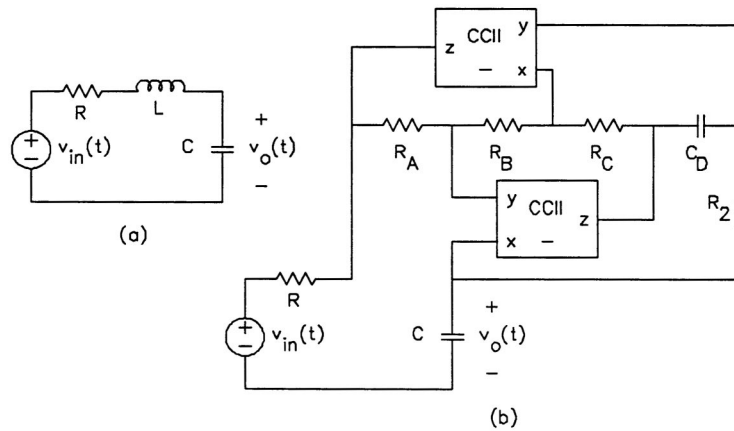 R
L
v_in(t)
C
+
v_o(t)
−
(a)
z
CCII
−
y
x
R_A
R_B
R_C
C_D
R_2
y
CCII
x
−
z
R
v_in(t)
C
+
v_o(t)
−
(b)